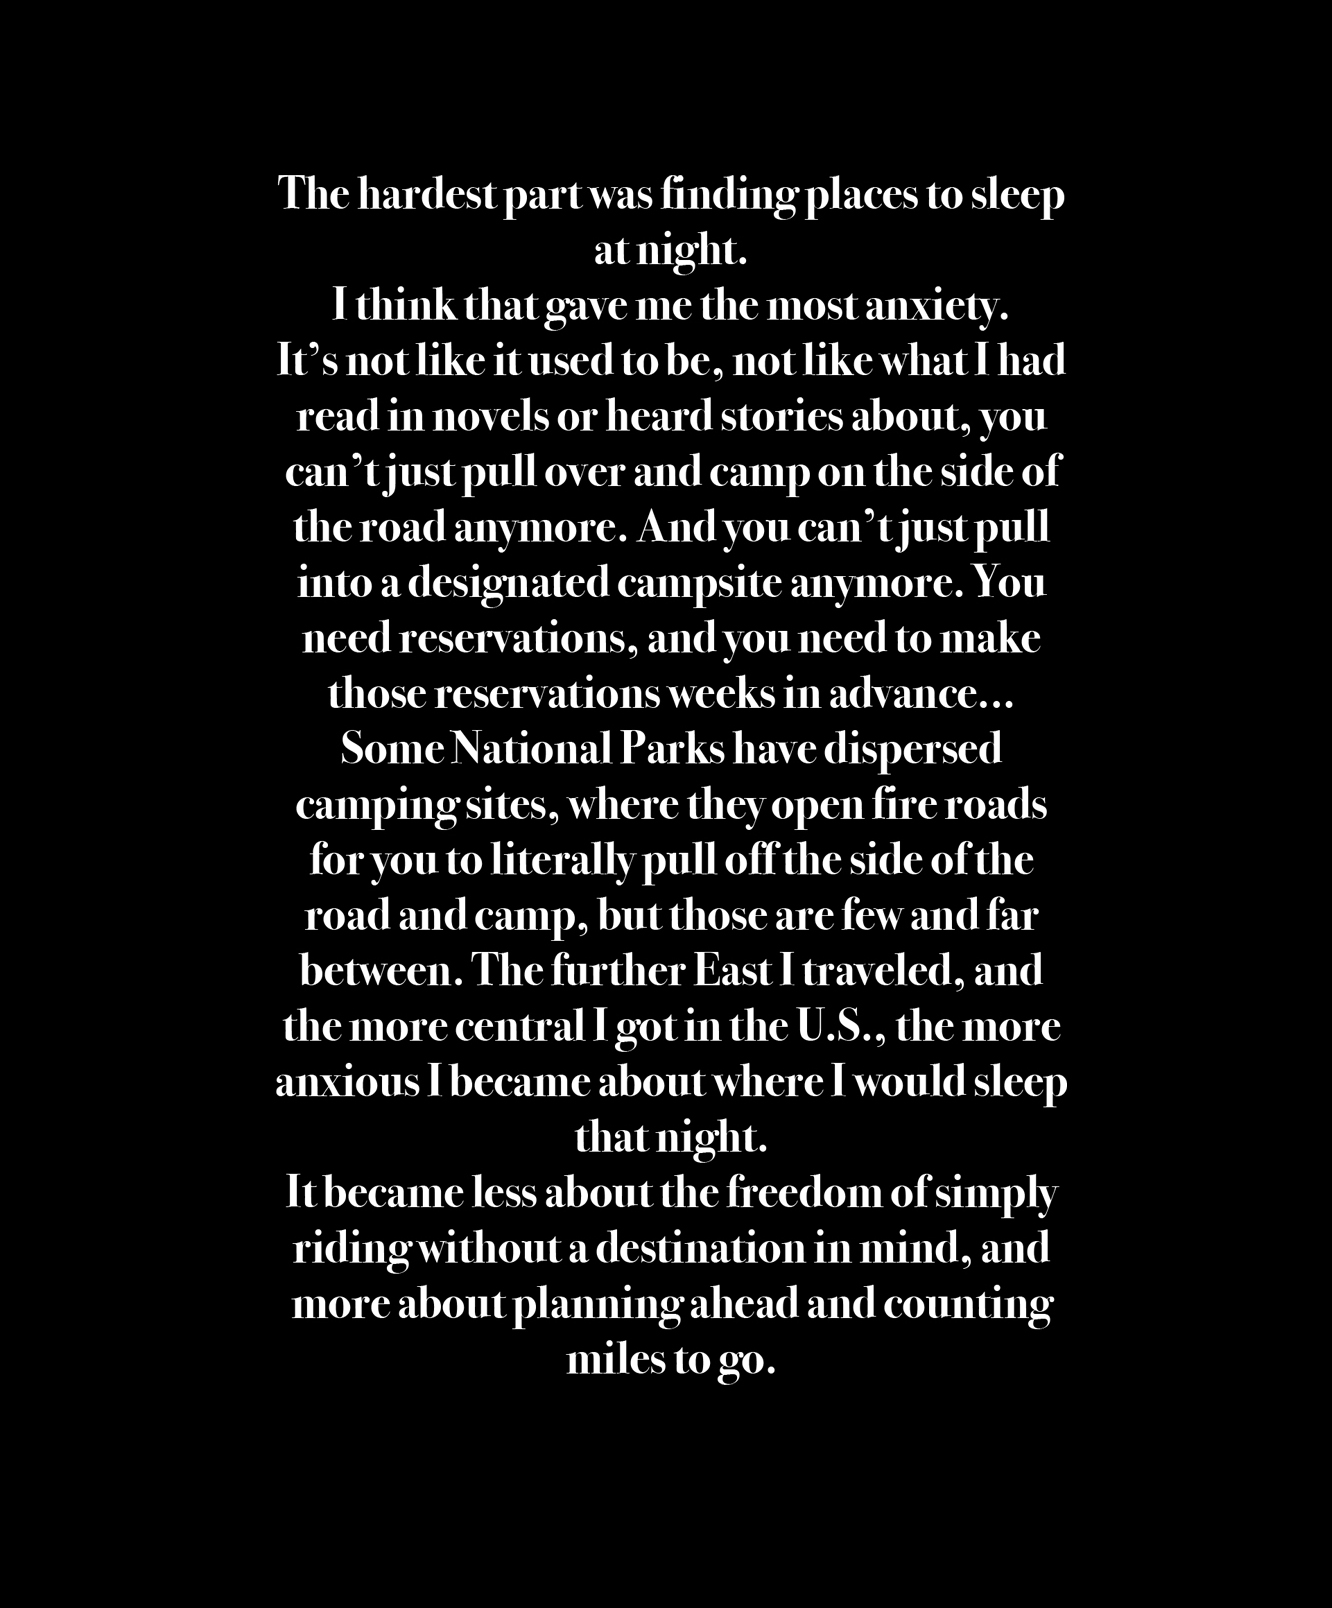 The hardest part was finding places to sleep
at night.
I think that gave me the most anxiety.
It’s not like it used to be, not like what I had
read in novels or heard stories about, you
can’t just pull over and camp on the side of
the road anymore. And you can’t just pull
into a designated campsite anymore. You
need reservations, and you need to make
those reservations weeks in advance...
Some National Parks have dispersed
camping sites, where they open fire roads
for you to literally pull off the side of the
road and camp, but those are few and far
between. The further East I traveled, and
the more central I got in the U.S., the more
anxious I became about where I would sleep
that night.
It became less about the freedom of simply
riding without a destination in mind, and
more about planning ahead and counting
miles to go.